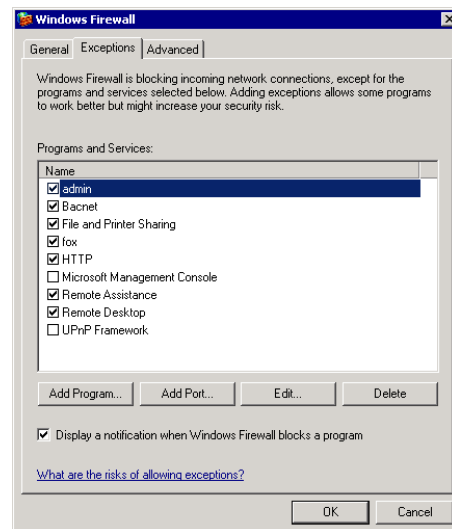 Windows Firewall
General Exceptions Advanced
Windows Firewall is blocking incoming network connections, except for the
programs and services selected below. Adding exceptions allows some programs
to work better but might increase your security risk.
Programs and Services:
Name
admin
Bacnet
File and Printer Sharing
fox
HTTP
Microsoft Management Console
Remote Assistance
Remote Desktop
UPnP Framework
Add Program... Add Port... Edit... Delete
Display a notification when Windows Firewall blocks a program
What are the risks of allowing exceptions?
OK Cancel